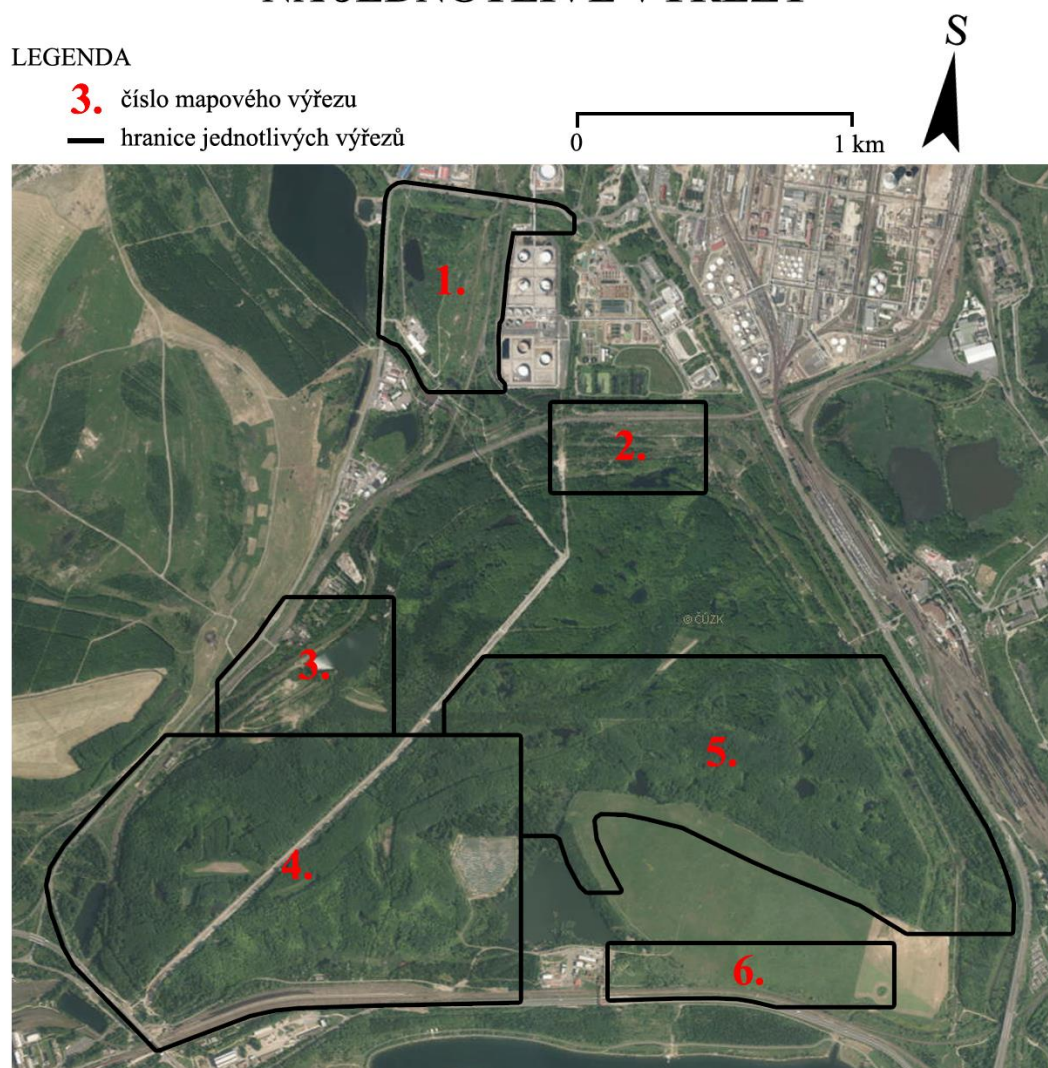 LEGENDA
3. číslo mapového výřezu
hranice jednotlivých výřezů
0 1 km
S
1.
2.
©ČÚZK
3.
5.
4.
6.